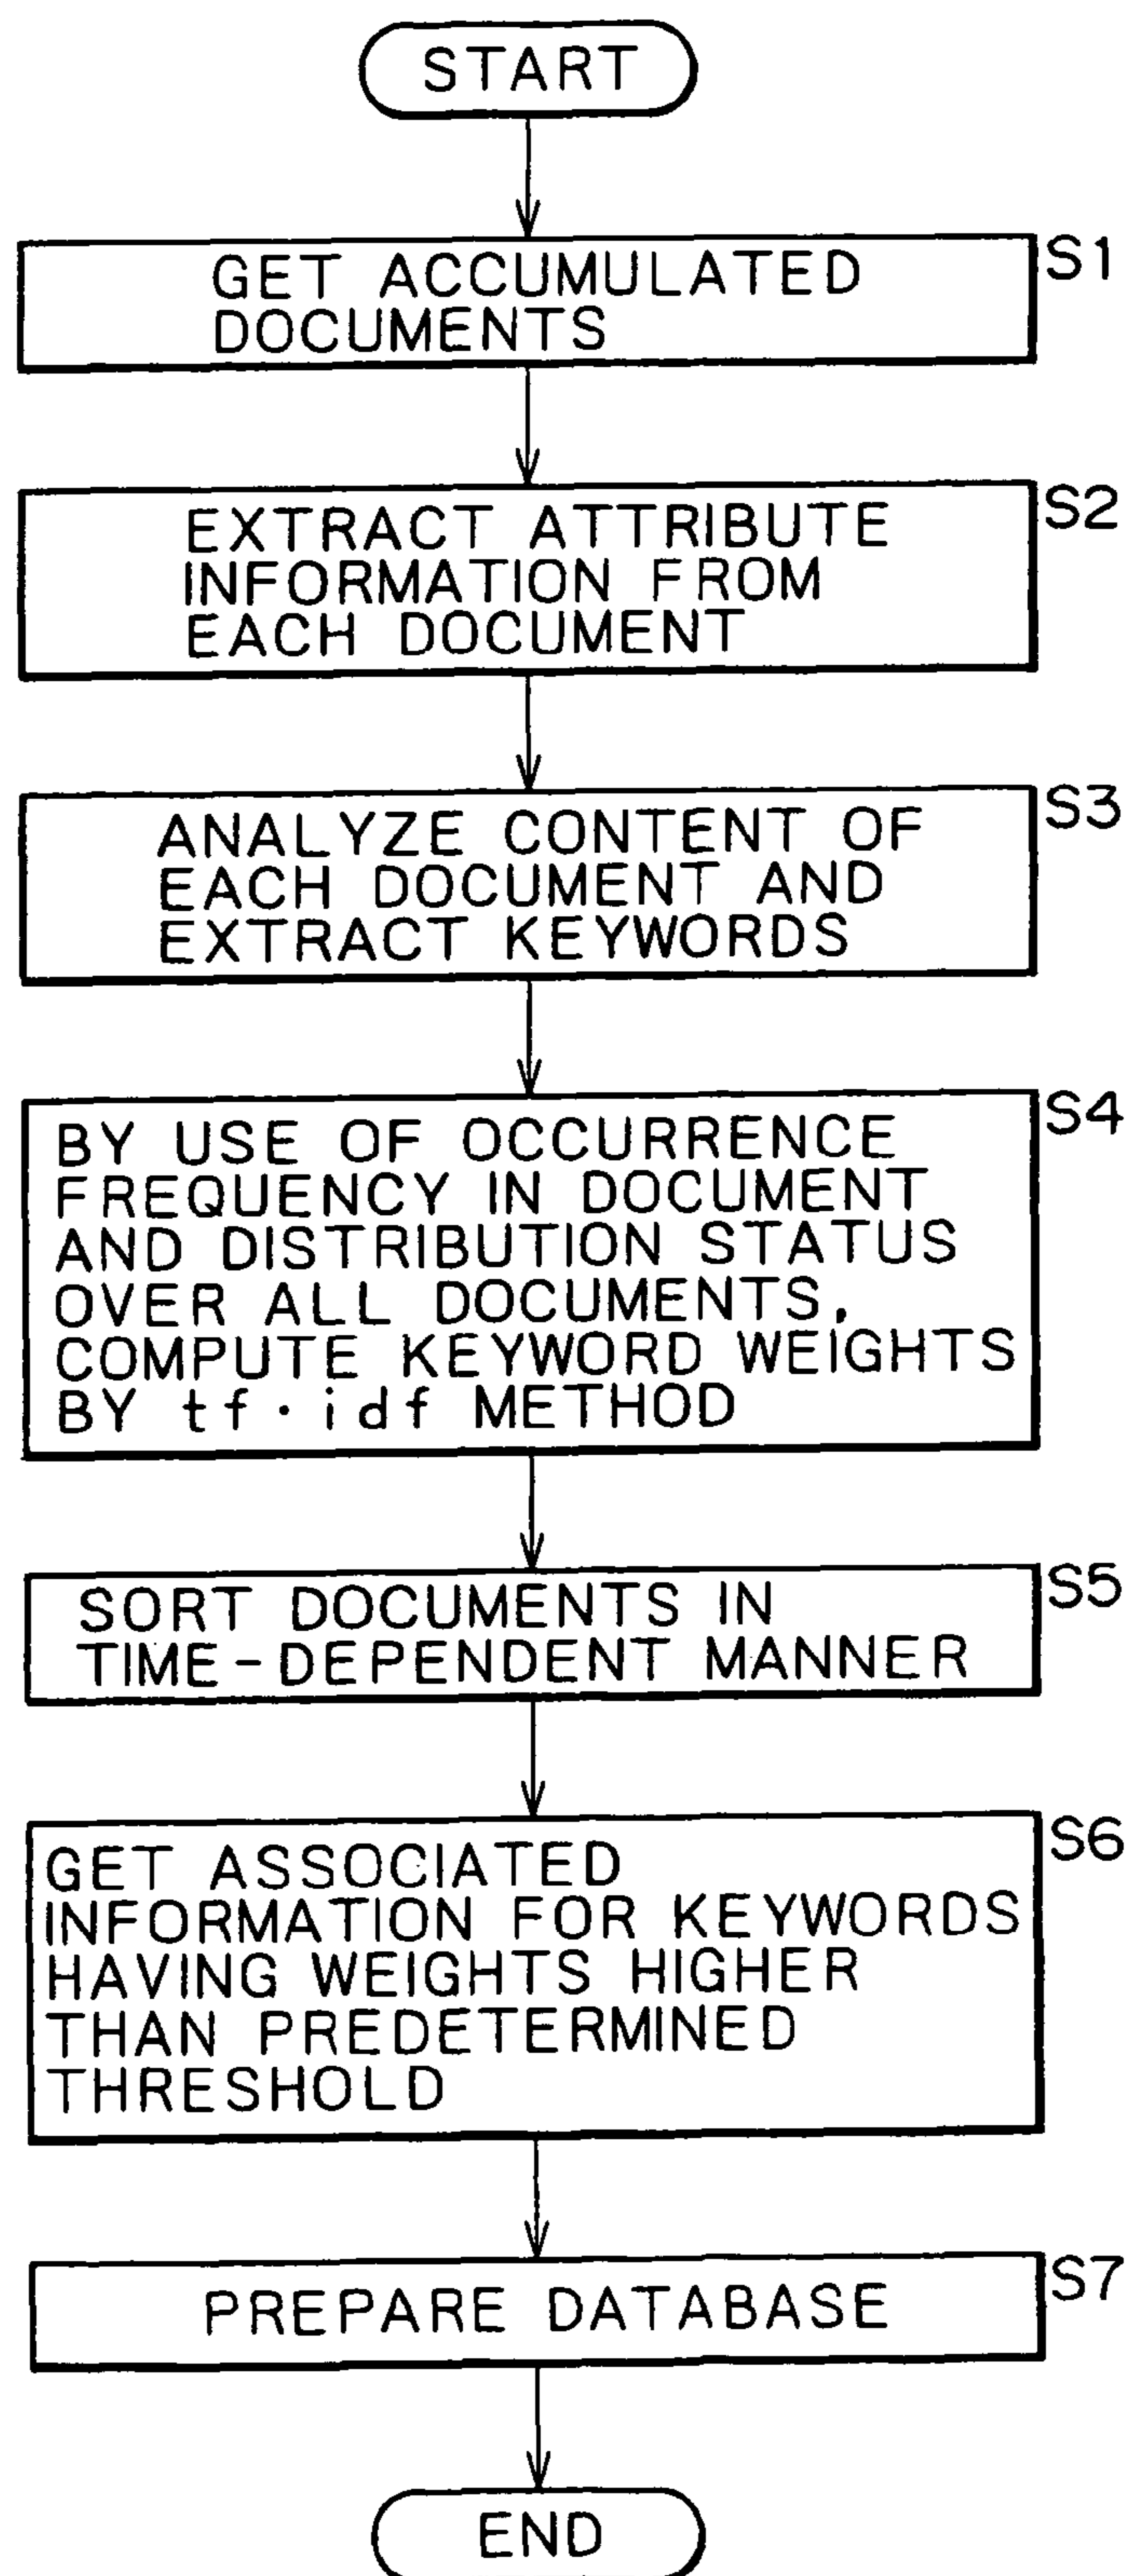 START
S1
GET ACCUMULATED
DOCUMENTS
S2
EXTRACT ATTRIBUTE
INFORMATION FROM
EACH DOCUMENT
S3
ANALYZE CONTENT OF
EACH DOCUMENT AND
EXTRACT KEYWORDS
S4
BY USE OF OCCURRENCE
FREQUENCY IN DOCUMENT
AND DISTRIBUTION STATUS
OVER ALL DOCUMENTS,
COMPUTE KEYWORD WEIGHTS
BY tf・idf METHOD
S5
SORT DOCUMENTS IN
TIME-DEPENDENT MANNER
S6
GET ASSOCIATED
INFORMATION FOR KEYWORDS
HAVING WEIGHTS HIGHER
THAN PREDETERMINED
THRESHOLD
S7
PREPARE DATABASE
END